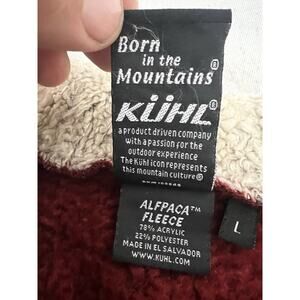 Born
in the
Mountains®
KÜHL®
a product driven company
with a passion for the
outdoor experience
The Kühl icon represents
this mountain culture®
ALFPACA™
FLEECE
78% ACRYLIC
22% POLYESTER
MADE IN EL SALVADOR
WWW.KUHL.COM
L